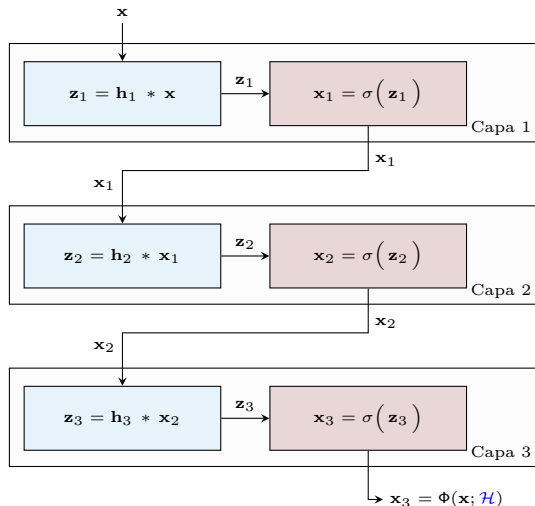 x
z₁ = h₁ * x
z₁
x₁ = σ( z₁ )
Capa 1
x₁
x₁
z₂ = h₂ * x₁
z₂
x₂ = σ( z₂ )
Capa 2
x₂
x₂
z₃ = h₃ * x₂
z₃
x₃ = σ( z₃ )
Capa 3
x₃ = Φ(x; ℋ)